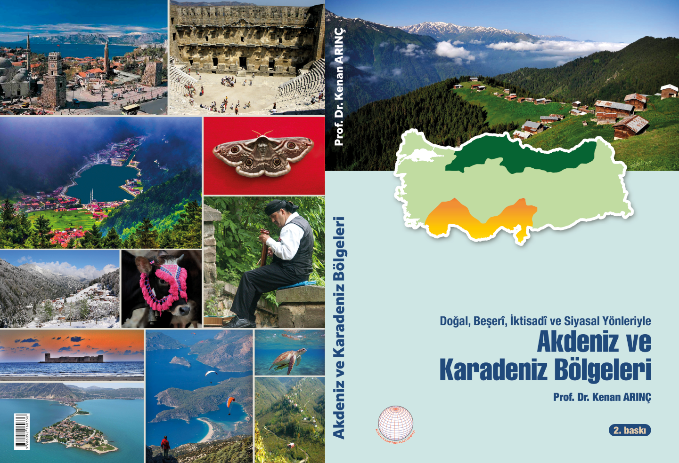 Prof. Dr. Kenan ARINÇ
Akdeniz ve Karadeniz Bölgeleri
Doğal, Beşerî, İktisadî ve Siyasal Yönleriyle
Akdeniz ve
Karadeniz Bölgeleri
Prof. Dr. Kenan ARINÇ
2. baskı